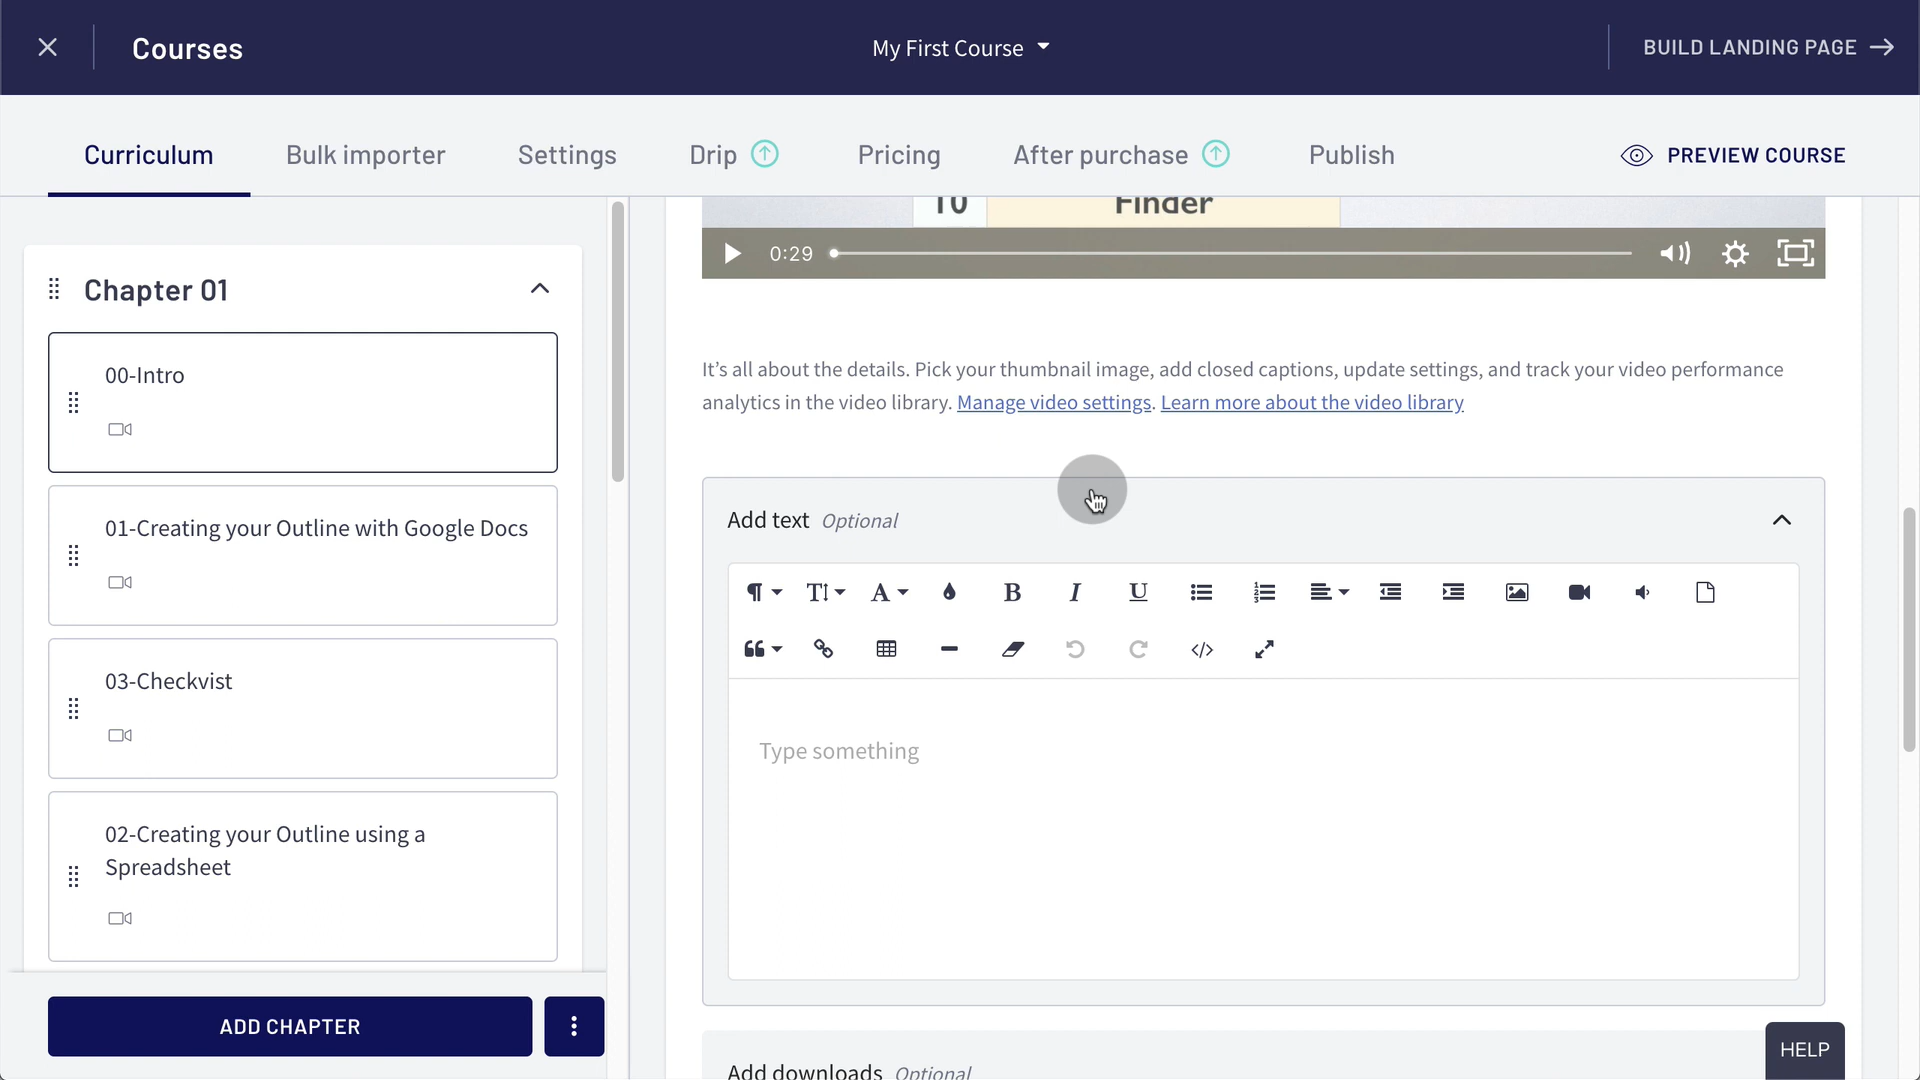 Courses
My First Course
BUILD LANDING PAGE
Curriculum
Bulk importer
Settings
Drip
Pricing
After purchase
Publish
PREVIEW COURSE
Chapter 01
00-Intro
01-Creating your Outline with Google Docs
03-Checkvist
02-Creating your Outline using a
Spreadsheet
ADD CHAPTER
10
Finder
0:29
It's all about the details. Pick your thumbnail image, add closed captions, update settings, and track your video performance
analytics in the video library. Manage video settings. Learn more about the video library
Add text Optional
Type something
Add downloads Optional
HELP